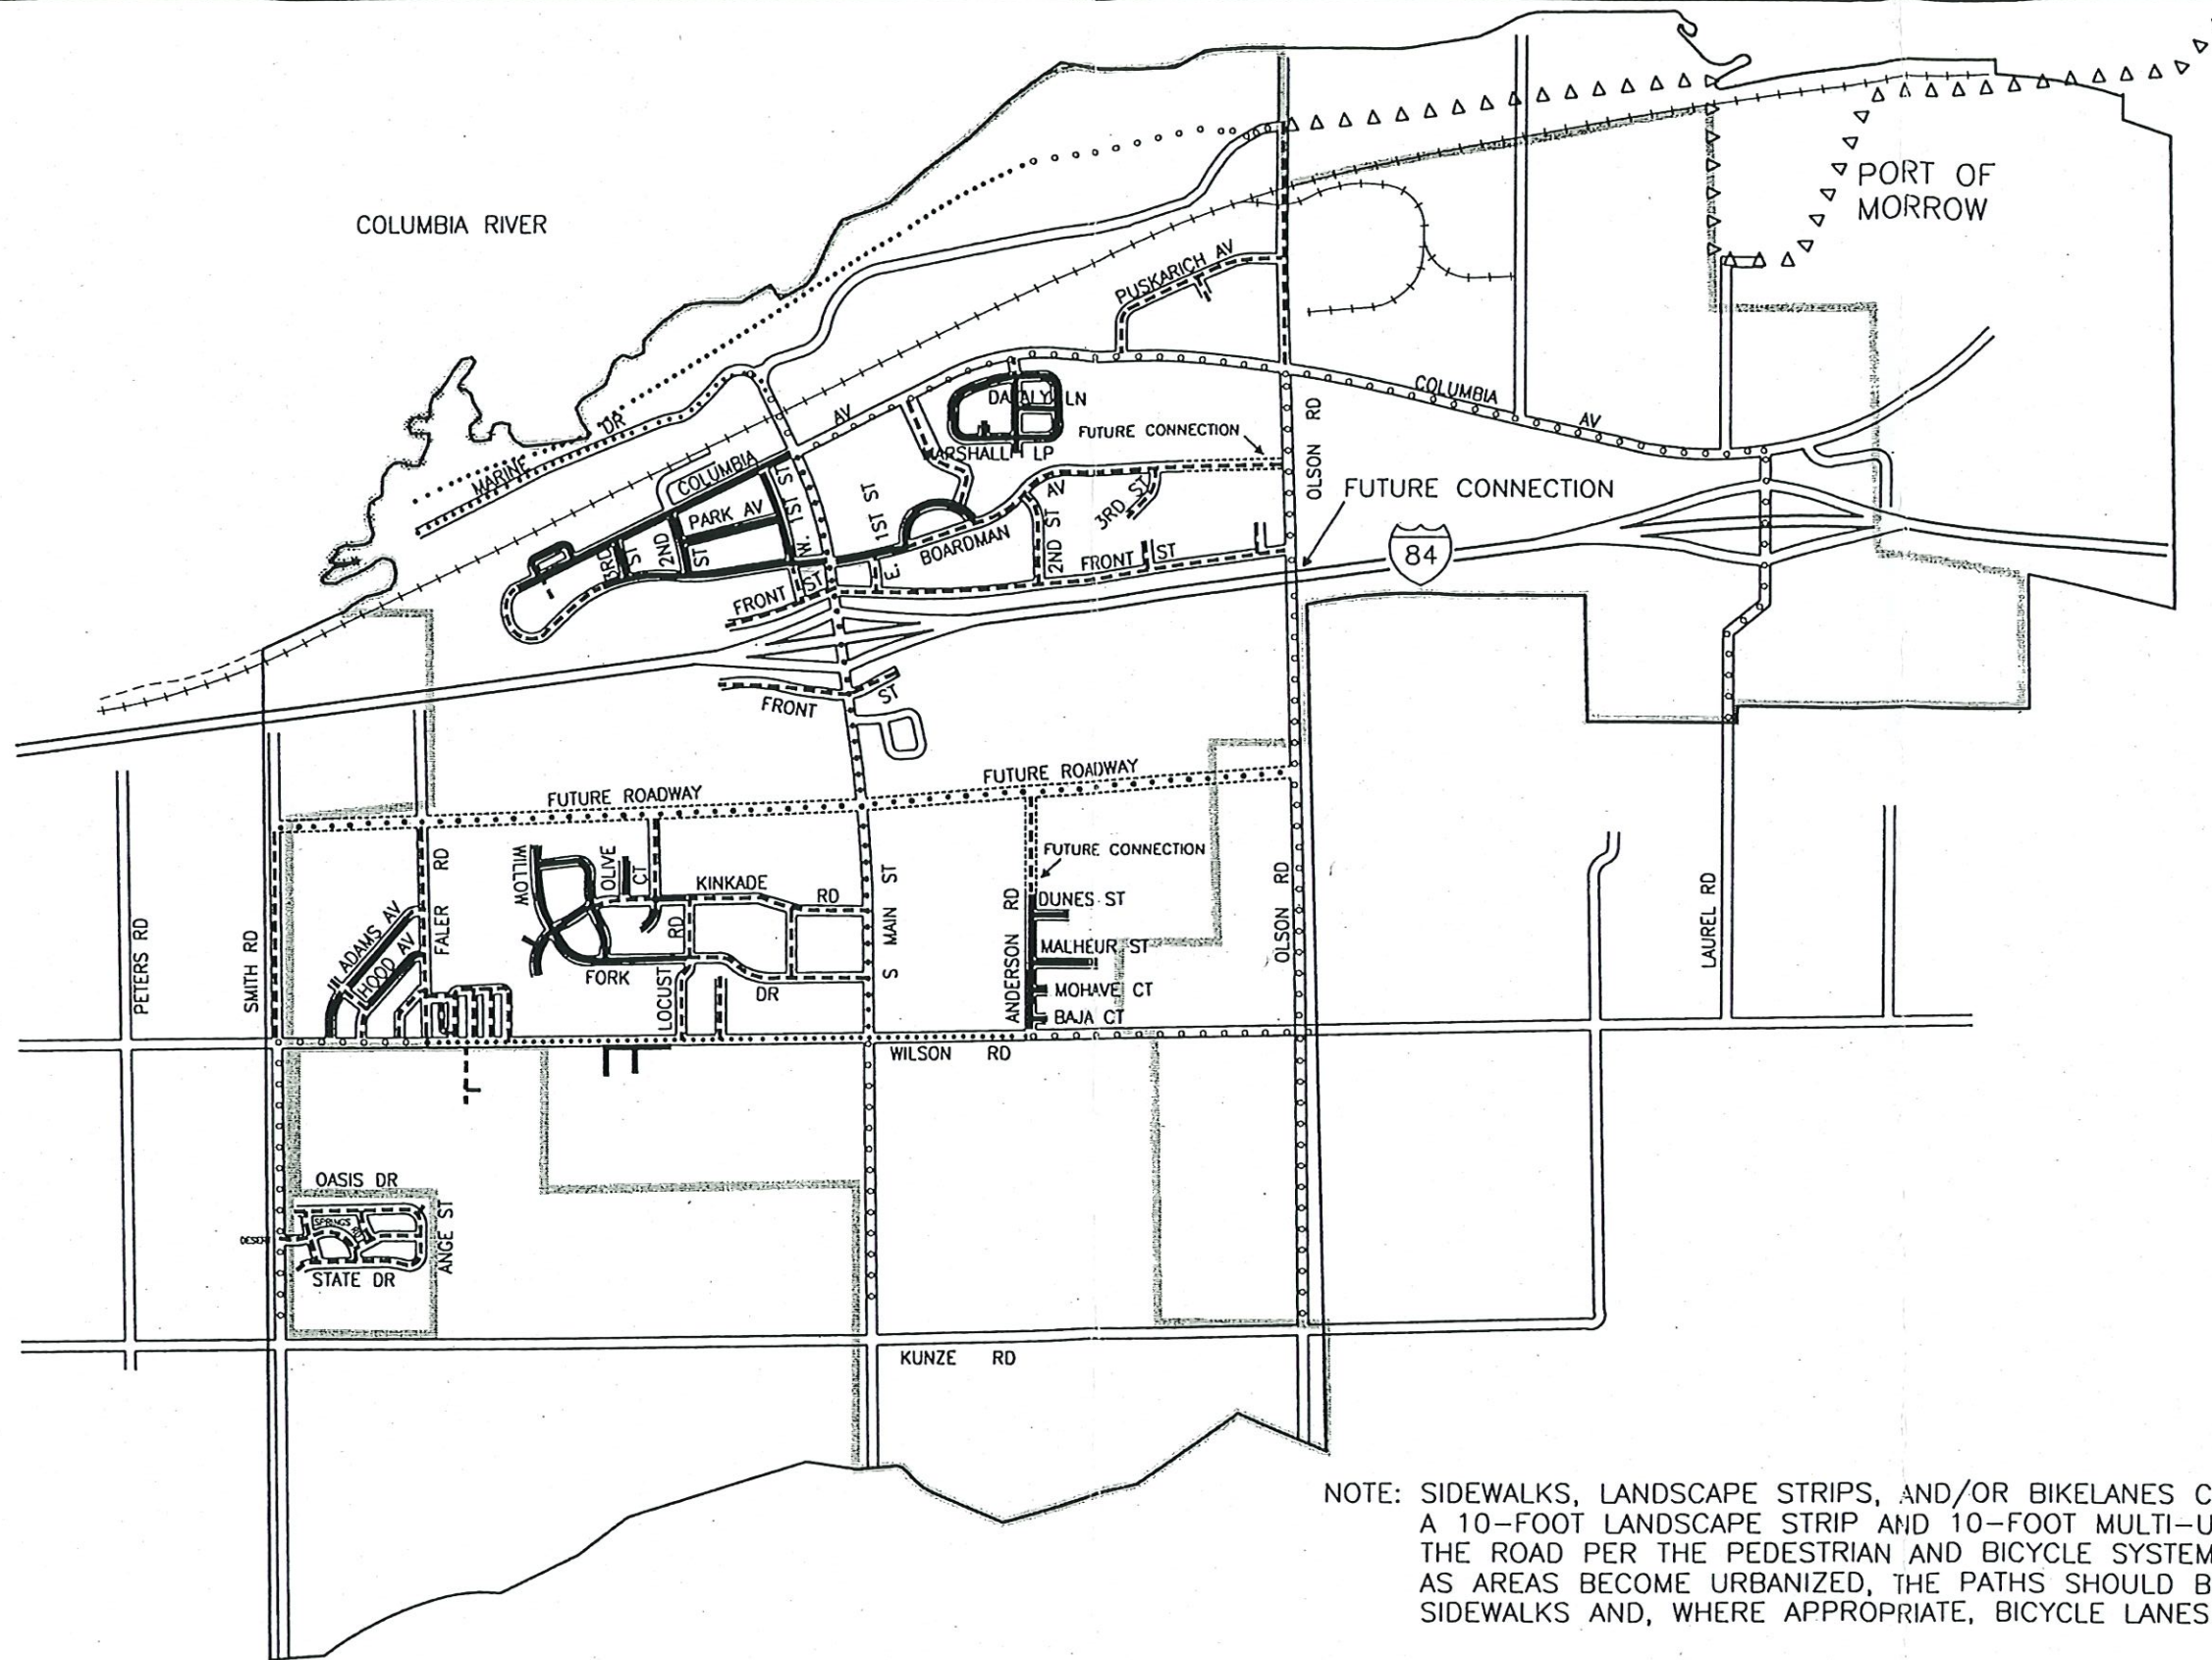 COLUMBIA RIVER
PORT OF
MORROW
PUSKARICH AV
COLUMBIA
AV
OLSON RD
DR
MARINE
AV
LN
FUTURE CONNECTION
MARSHALL LP
COLUMBIA
PARK AV
W. 1ST ST
E. 1ST ST
3RD ST
2ND ST
BOARDMAN AV
2ND ST
3RD ST
FRONT ST
FRONT ST
FUTURE CONNECTION
84
FRONT ST
FUTURE ROADWAY
FUTURE ROADWAY
FUTURE CONNECTION
WILLOW
OLIVE CT
KINKADE RD
FORK DR
LOCUST RD
S MAIN ST
ANDERSON RD
DUNES ST
MALHEUR ST
MOHAVE CT
BAJA CT
OLSON RD
LAUREL RD
PETERS RD
SMITH RD
ADAMS AV
HOOD AV
FALER RD
WILSON RD
OASIS DR
SPRINGS
DESERT
ANGE ST
STATE DR
KUNZE RD
NOTE: SIDEWALKS, LANDSCAPE STRIPS, AND/OR BIKELANES C
A 10-FOOT LANDSCAPE STRIP AND 10-FOOT MULTI-U
THE ROAD PER THE PEDESTRIAN AND BICYCLE SYSTEM
AS AREAS BECOME URBANIZED, THE PATHS SHOULD B
SIDEWALKS AND, WHERE APPROPRIATE, BICYCLE LANES